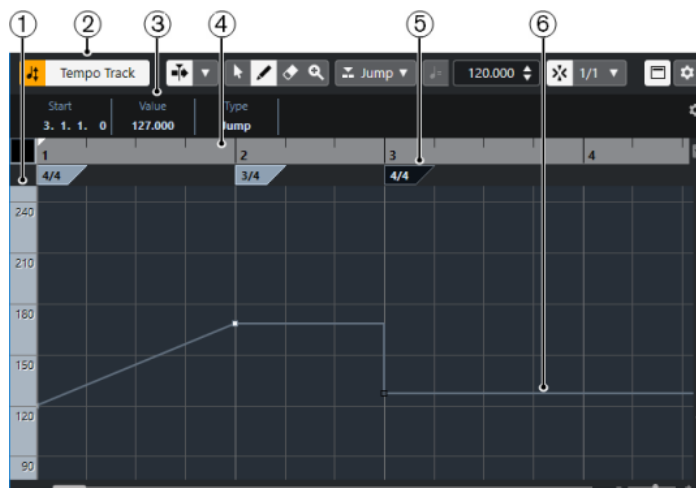 1 2 3 4 5 6
Tempo Track Jump 120.000 1/1
Start Value Type
3. 1. 1. 0 127.000 Jump
1 2 3 4
4/4 3/4 4/4
240
210
180
150
120
90